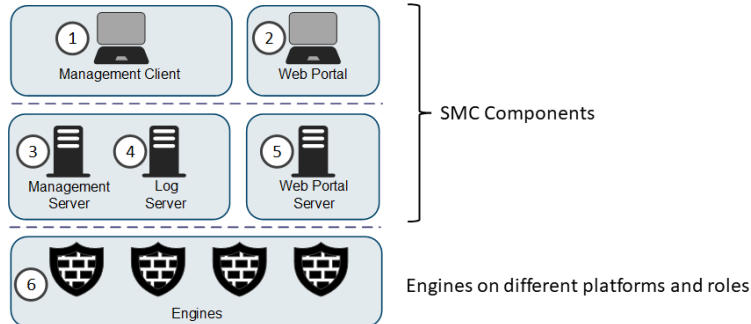 1
Management Client
2
Web Portal
SMC Components
3
Management
Server
4
Log
Server
5
Web Portal
Server
6
Engines
Engines on different platforms and roles